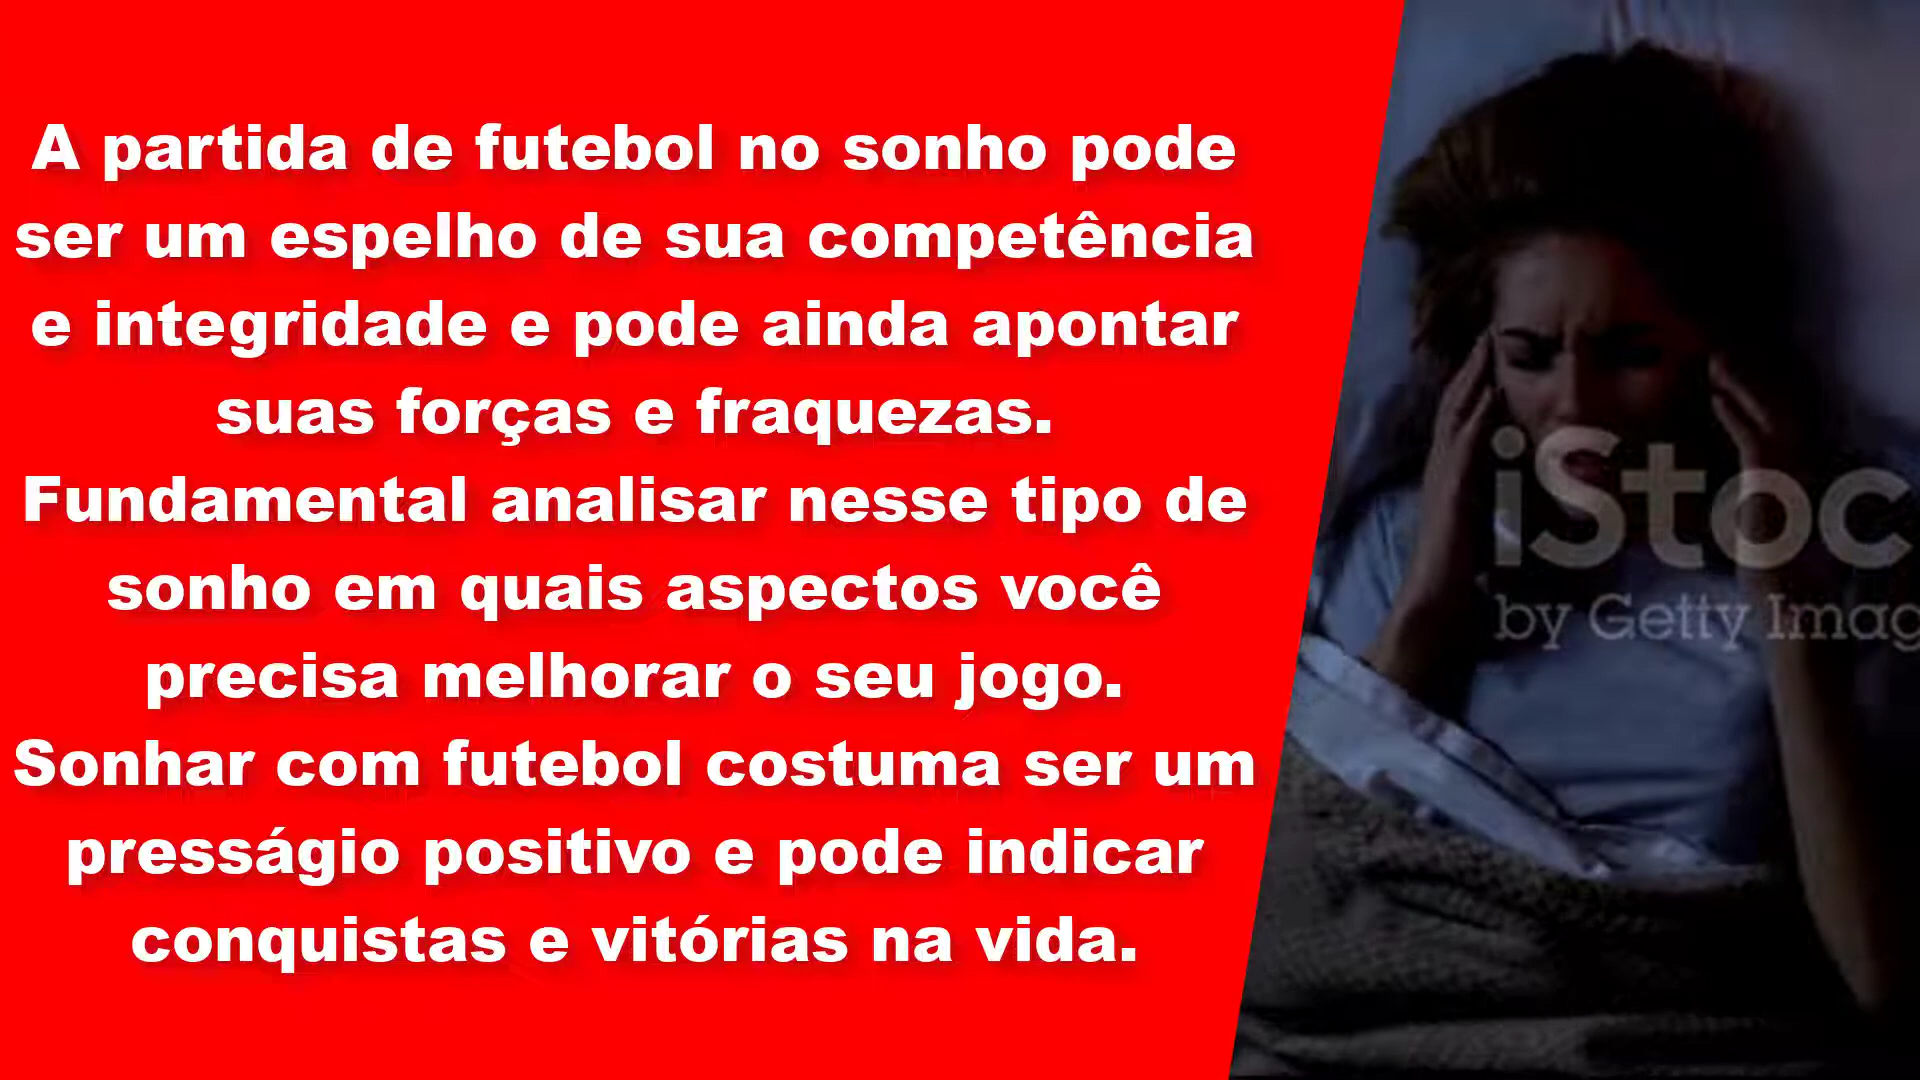 A partida de futebol no sonho pode
ser um espelho de sua competência
e integridade e pode ainda apontar
suas forças e fraquezas.
Fundamental analisar nesse tipo de
sonho em quais aspectos você
precisa melhorar o seu jogo.
Sonhar com futebol costuma ser um
presságio positivo e pode indicar
conquistas e vitórias na vida.
iStoc
by Getty Imag